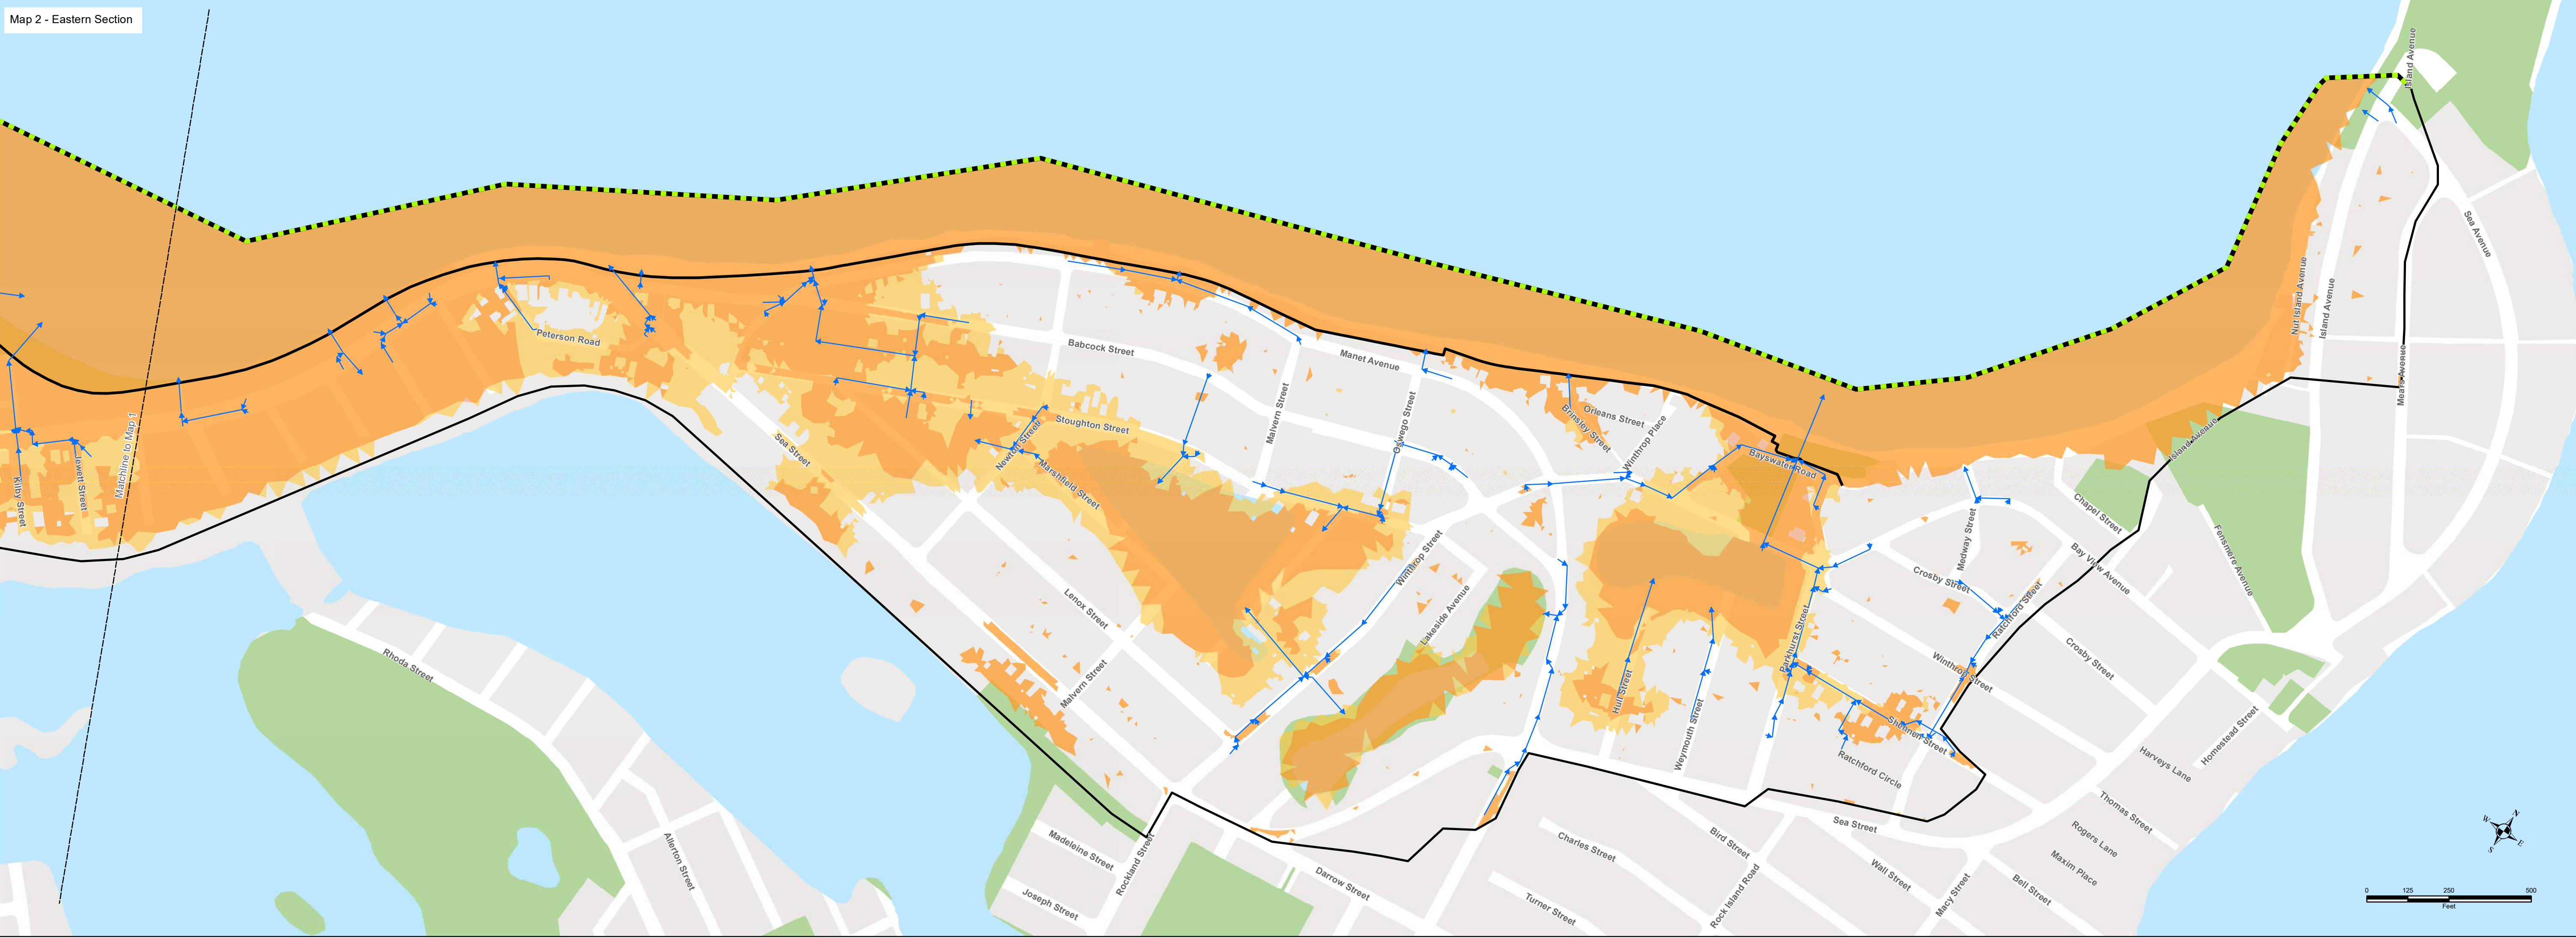 Map 2 - Eastern Section
Island Avenue
Sea Avenue
Nut Island Avenue
Island Avenue
Mears Avenue
Peterson Road
Babcock Street
Manet Avenue
Malvern Street
Oswego Street
Orleans Street
Brinsley Street
Winthrop Place
Stoughton Street
Newton Street
Marshfield Street
Sea Street
Bayswater Road
Island Avenue
Matchline to Map 1
Jewett Street
Kilby Street
Chapel Street
Bay View Avenue
Fensmere Avenue
Medway Street
Crosby Street
Ratchford Street
Crosby Street
Winthrop Street
Lakeside Avenue
Lenox Street
Malvern Street
Rhoda Street
Parkhurst Street
Winthrop Street
Hull Street
Weymouth Street
Shennen Street
Ratchford Circle
Homestead Street
Harveys Lane
Thomas Street
Rogers Lane
Maxim Place
Bell Street
Macy Street
Wall Street
Sea Street
Bird Street
Rock Island Road
Charles Street
Turner Street
Darrow Street
Rockland Street
Madeleine Street
Joseph Street
Allerton Street
N
W
E
S
0 125 250 500
Feet